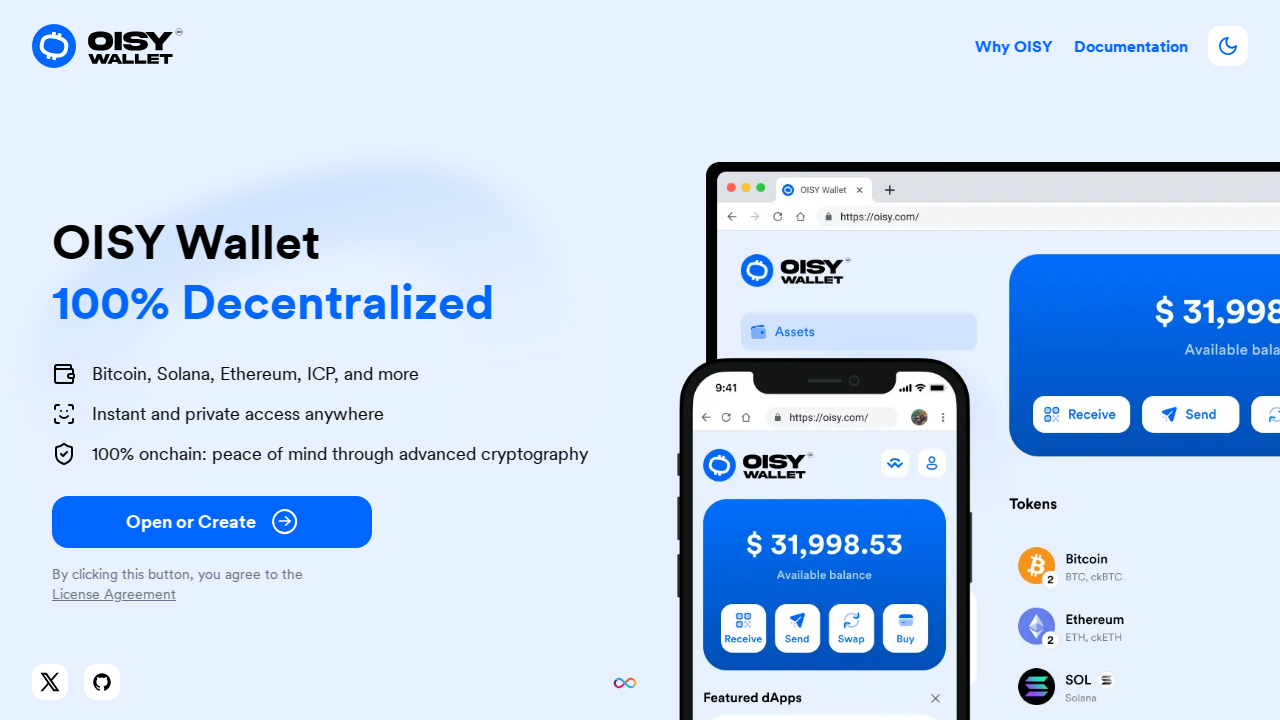 OISY
WALLET
Why OISY
Documentation
OISY Wallet
100% Decentralized
Bitcoin, Solana, Ethereum, ICP, and more
Instant and private access anywhere
100% onchain: peace of mind through advanced cryptography
Open or Create
By clicking this button, you agree to the
License Agreement
OISY Wallet
https://oisy.com/
OISY
WALLET
Assets
$ 31,998
Available bala
Receive
Send
Tokens
Bitcoin
BTC, ckBTC
2
Ethereum
ETH, ckETH
2
SOL
Solana
9:41
https://oisy.com/
OISY
WALLET
$ 31,998.53
Available balance
Receive
Send
Swap
Buy
Featured dApps